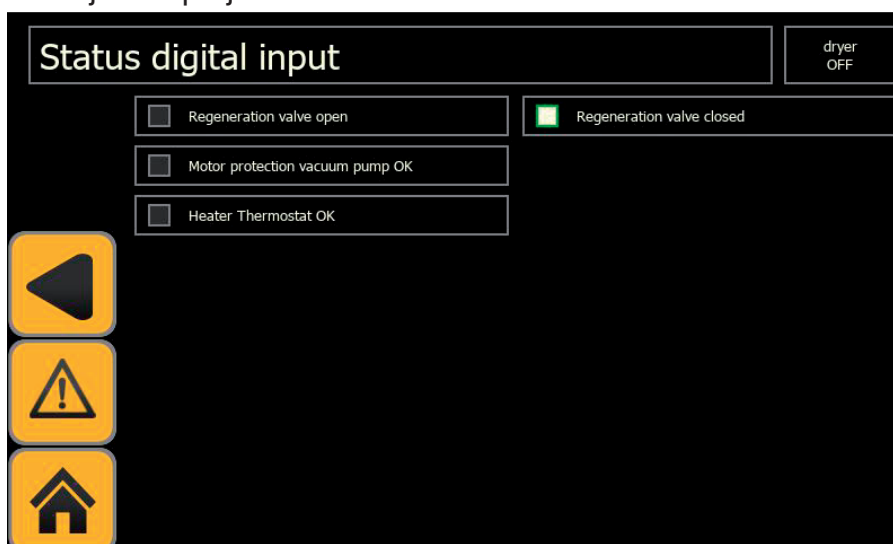 Status digital input
dryer
OFF
Regeneration valve open
Regeneration valve closed
Motor protection vacuum pump OK
Heater Thermostat OK